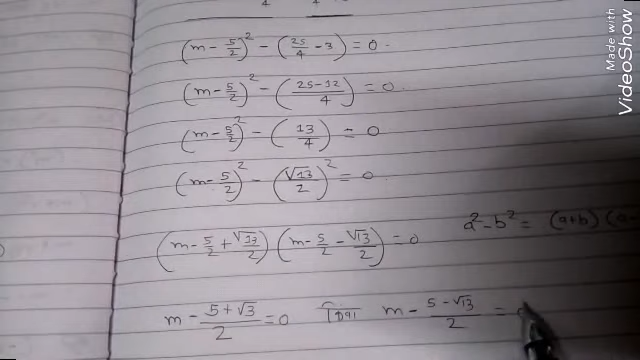 (m - 5/2)² - (25/4 - 3) = 0.
(m - 5/2)² - (25-12/4) = 0.
(m - 5/2)² - (13/4) = 0
(m - 5/2)² - (√13/2)² = 0
(m - 5/2 + √13/2) (m - 5/2 - √13/2) = 0
a² - b² = (a+b) (a-
m - 5+√3/2 = 0 किंवा m - 5-√13/2 = 0
Made with
VideoShow